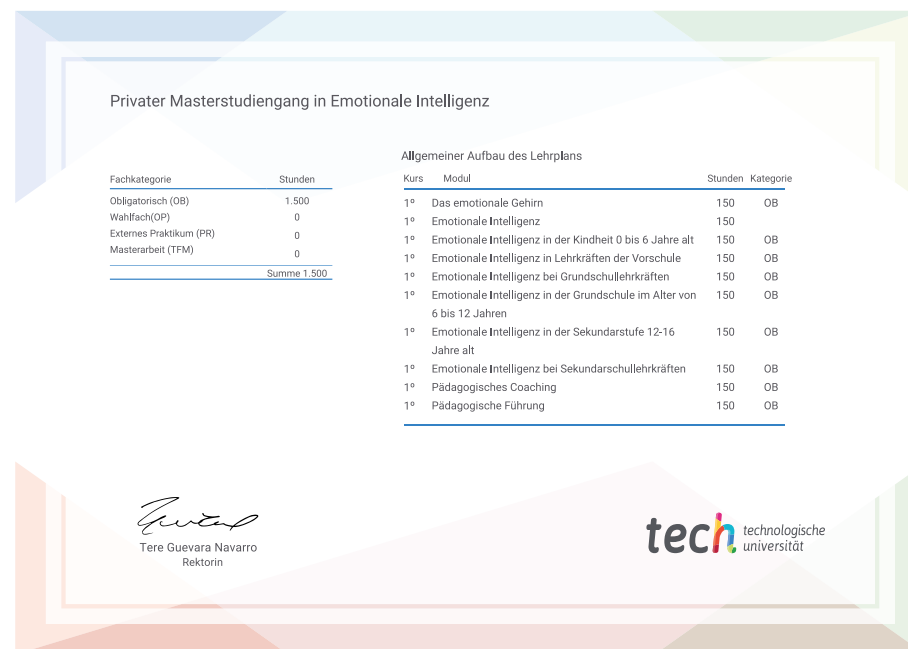 Privater Masterstudiengang in Emotionale Intelligenz
Fachkategorie Stunden
Obligatorisch (OB) 1.500
Wahlfach(OP) 0
Externes Praktikum (PR) 0
Masterarbeit (TFM) 0
Summe 1.500
Allgemeiner Aufbau des Lehrplans
Kurs Modul Stunden Kategorie
1º Das emotionale Gehirn 150 OB
1º Emotionale Intelligenz 150
1º Emotionale Intelligenz in der Kindheit 0 bis 6 Jahre alt 150 OB
1º Emotionale Intelligenz in Lehrkräften der Vorschule 150 OB
1º Emotionale Intelligenz bei Grundschullehrkräften 150 OB
1º Emotionale Intelligenz in der Grundschule im Alter von 150 OB
6 bis 12 Jahren
1º Emotionale Intelligenz in der Sekundarstufe 12-16 150 OB
Jahre alt
1º Emotionale Intelligenz bei Sekundarschullehrkräften 150 OB
1º Pädagogisches Coaching 150 OB
1º Pädagogische Führung 150 OB
Tere Guevara Navarro
Rektorin
tech technologische
universität